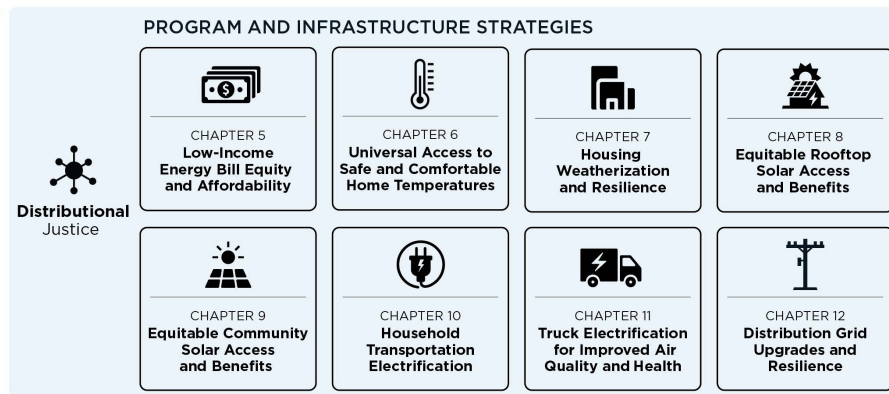 PROGRAM AND INFRASTRUCTURE STRATEGIES
Distributional
Justice
CHAPTER 5
Low-Income
Energy Bill Equity
and Affordability
CHAPTER 6
Universal Access to
Safe and Comfortable
Home Temperatures
CHAPTER 7
Housing
Weatherization
and Resilience
CHAPTER 8
Equitable Rooftop
Solar Access
and Benefits
CHAPTER 9
Equitable Community
Solar Access
and Benefits
CHAPTER 10
Household
Transportation
Electrification
CHAPTER 11
Truck Electrification
for Improved Air
Quality and Health
CHAPTER 12
Distribution Grid
Upgrades and
Resilience